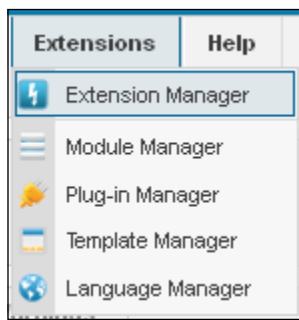 Extensions Help
Extension Manager
Module Manager
Plug-in Manager
Template Manager
Language Manager